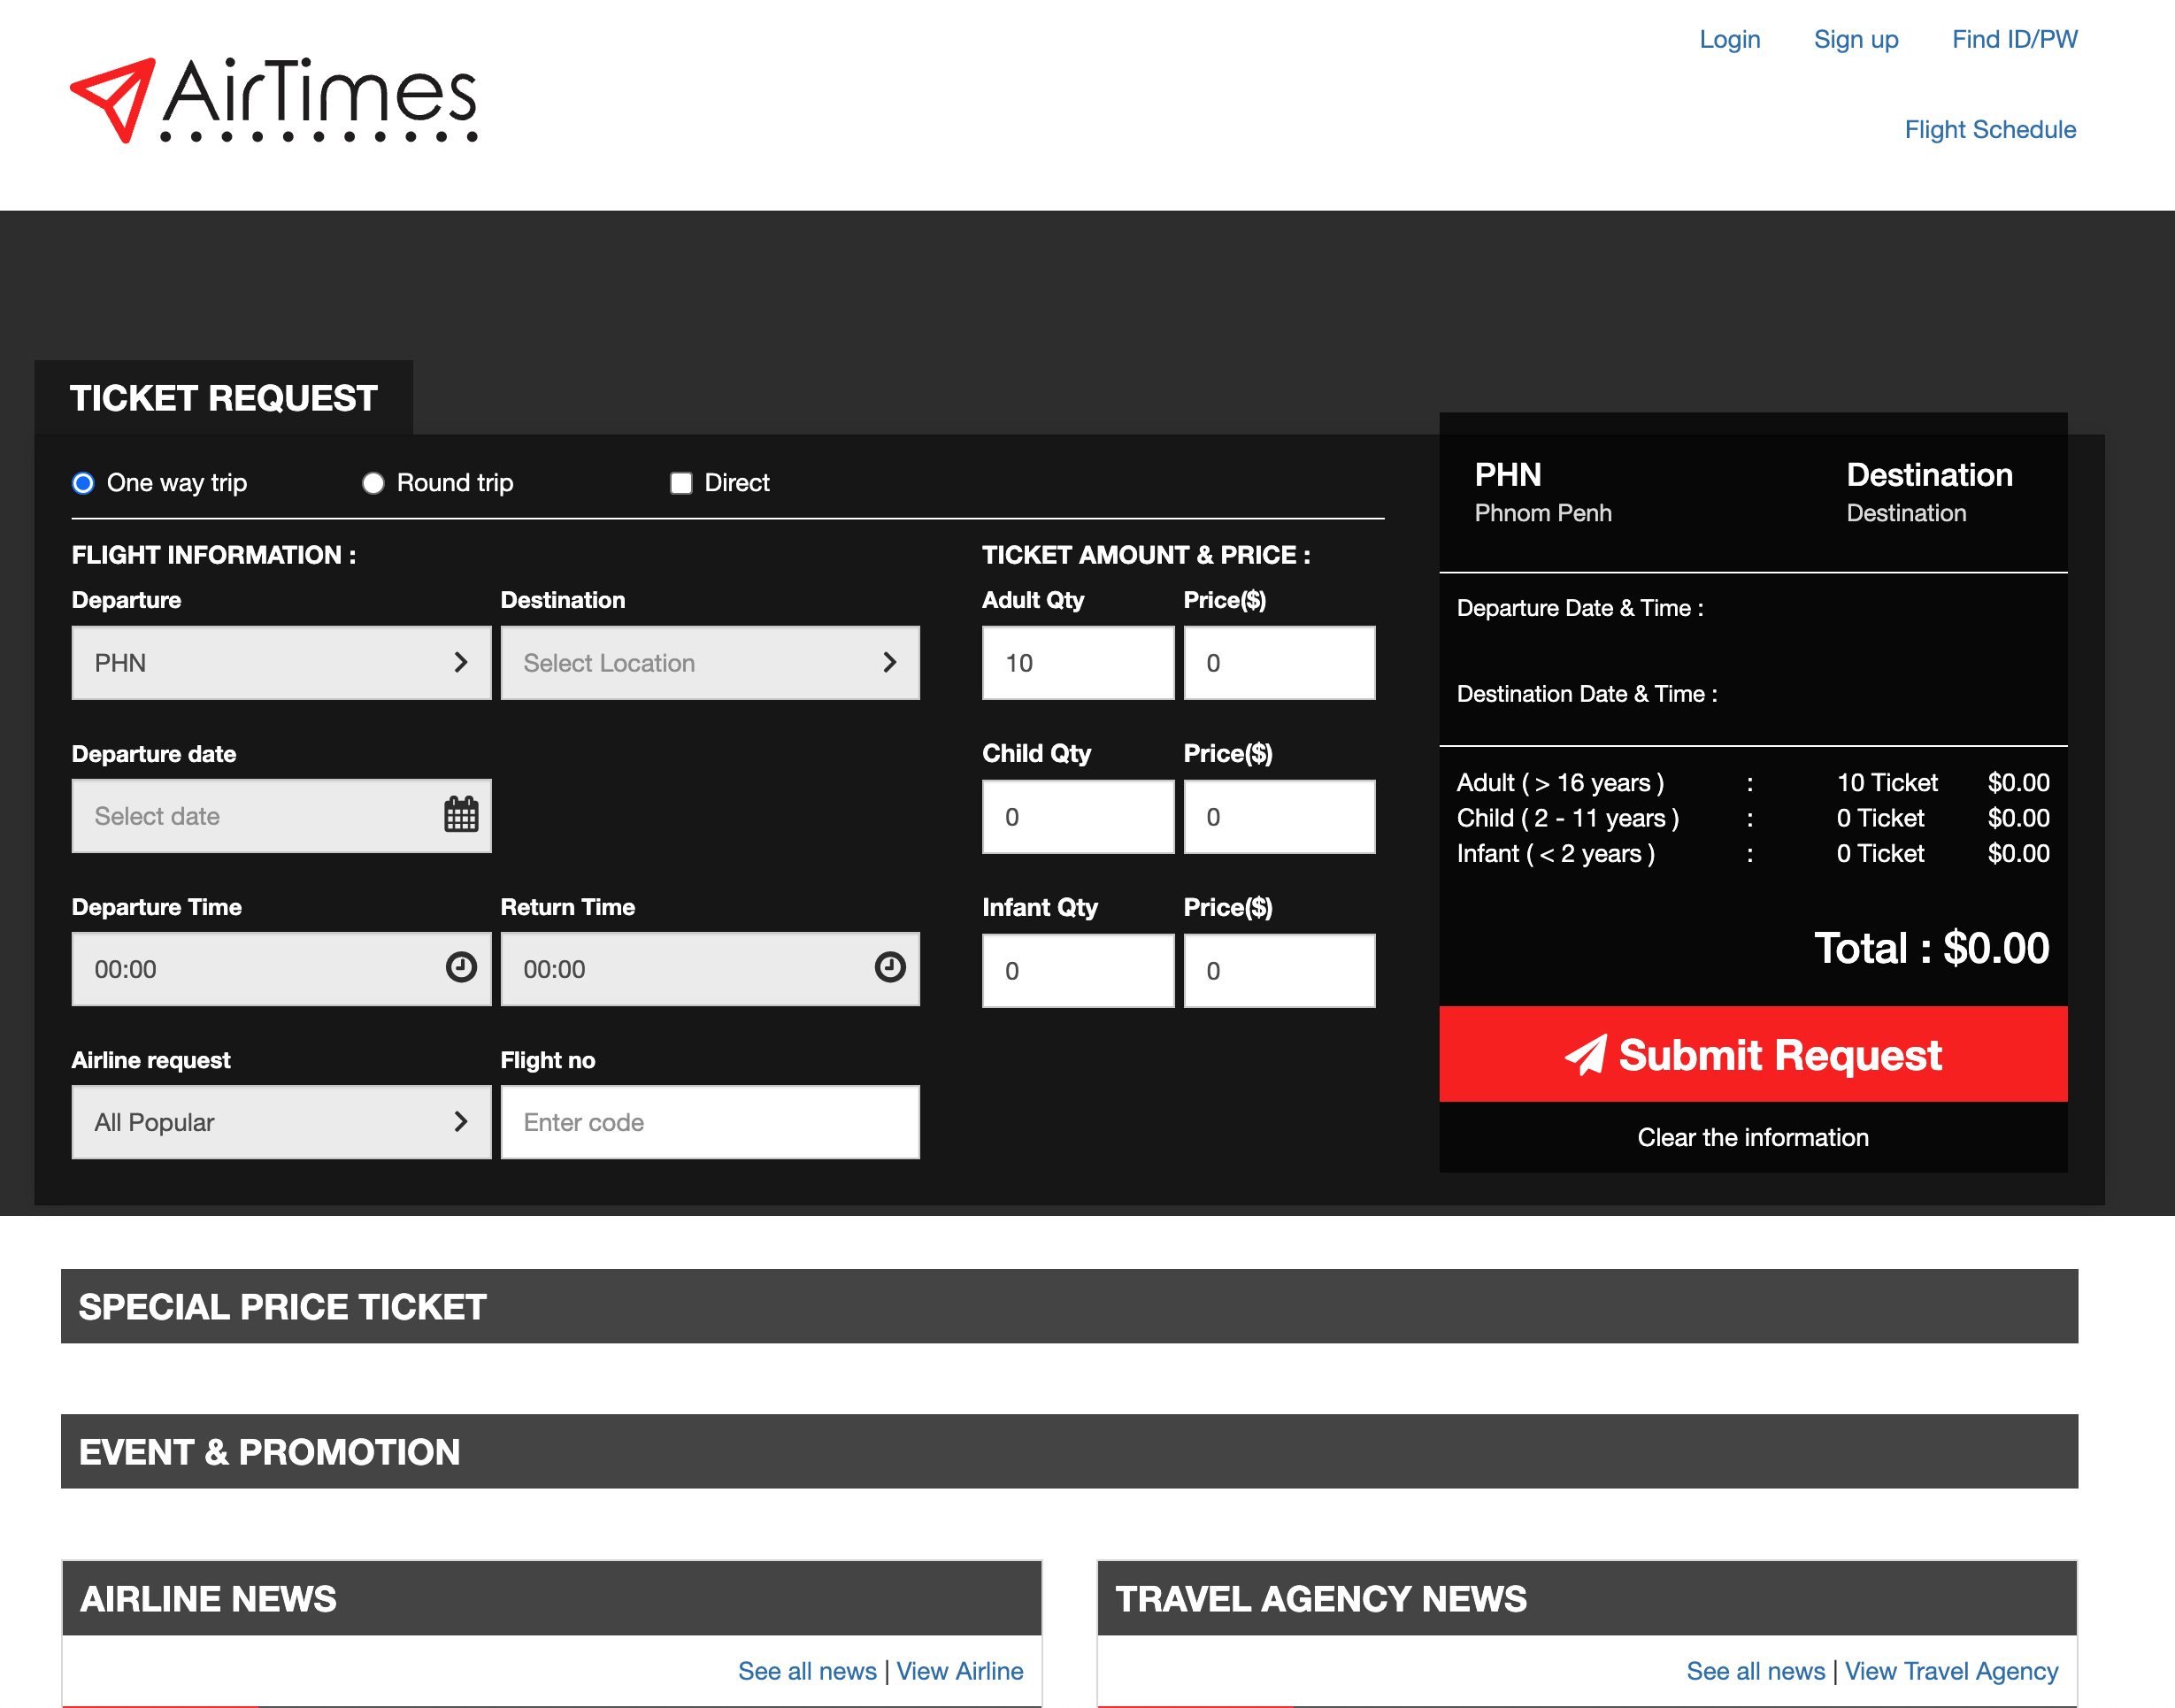 Login Sign up Find ID/PW
AirTimes
Flight Schedule
TICKET REQUEST
One way trip Round trip Direct
FLIGHT INFORMATION :
Departure Destination
PHN Select Location
Departure date
Select date
Departure Time Return Time
00:00 00:00
Airline request Flight no
All Popular Enter code
TICKET AMOUNT & PRICE :
Adult Qty Price($)
10 0
Child Qty Price($)
0 0
Infant Qty Price($)
0 0
PHN Destination
Phnom Penh Destination
Departure Date & Time :
Destination Date & Time :
Adult ( > 16 years ) : 10 Ticket $0.00
Child ( 2 - 11 years ) : 0 Ticket $0.00
Infant ( < 2 years ) : 0 Ticket $0.00
Total : $0.00
Submit Request
Clear the information
SPECIAL PRICE TICKET
EVENT & PROMOTION
AIRLINE NEWS
See all news | View Airline
TRAVEL AGENCY NEWS
See all news | View Travel Agency